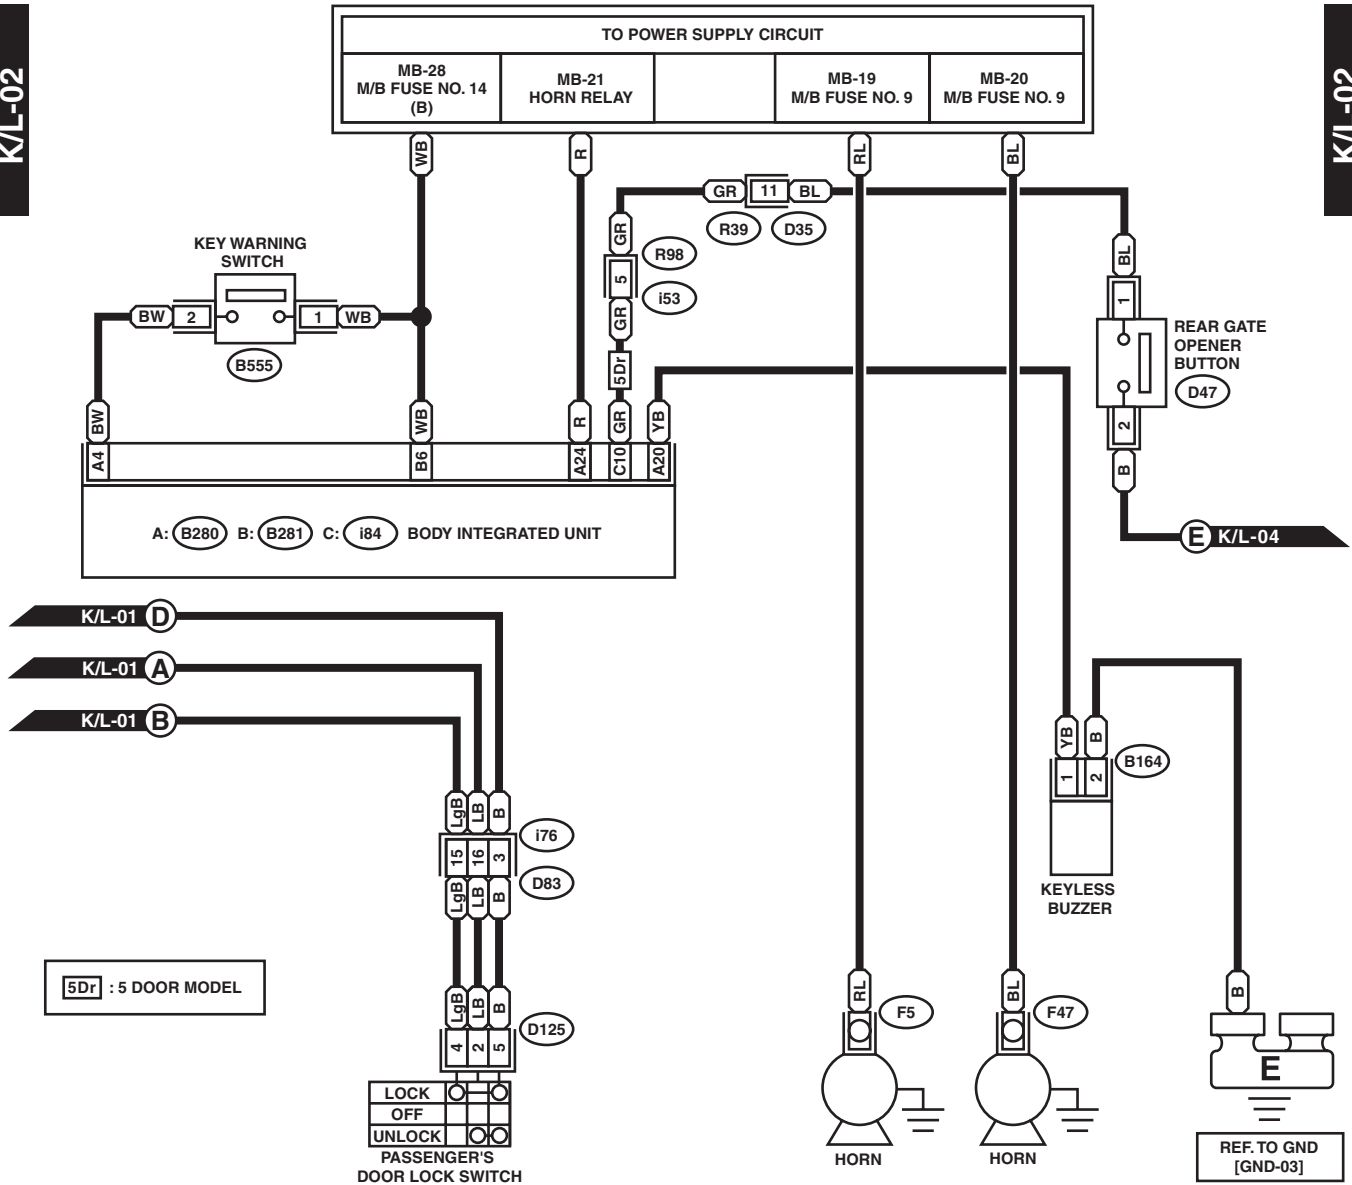 K/L-02
K/L-02
TO POWER SUPPLY CIRCUIT
MB-28
M/B FUSE NO. 14
(B)
MB-21
HORN RELAY
MB-19
M/B FUSE NO. 9
MB-20
M/B FUSE NO. 9
WB
R
RL
BL
GR
11
BL
R39
D35
GR
R98
5
i53
GR
5Dr
KEY WARNING
SWITCH
BW
2
1
WB
B555
BL
1
REAR GATE
OPENER
BUTTON
D47
2
B
E
K/L-04
BW
WB
R
GR
YB
A4
B6
A24
C10
A20
A:
B280
B:
B281
C:
i84
BODY INTEGRATED UNIT
K/L-01
D
K/L-01
A
K/L-01
B
YB
B
B164
1
2
KEYLESS
BUZZER
LgB
LB
B
i76
15
16
3
D83
LgB
LB
B
5Dr
: 5 DOOR MODEL
LgB
LB
B
D125
4
2
5
LOCK
OFF
UNLOCK
PASSENGER'S
DOOR LOCK SWITCH
RL
F5
HORN
BL
F47
HORN
B
E
REF. TO GND
[GND-03]